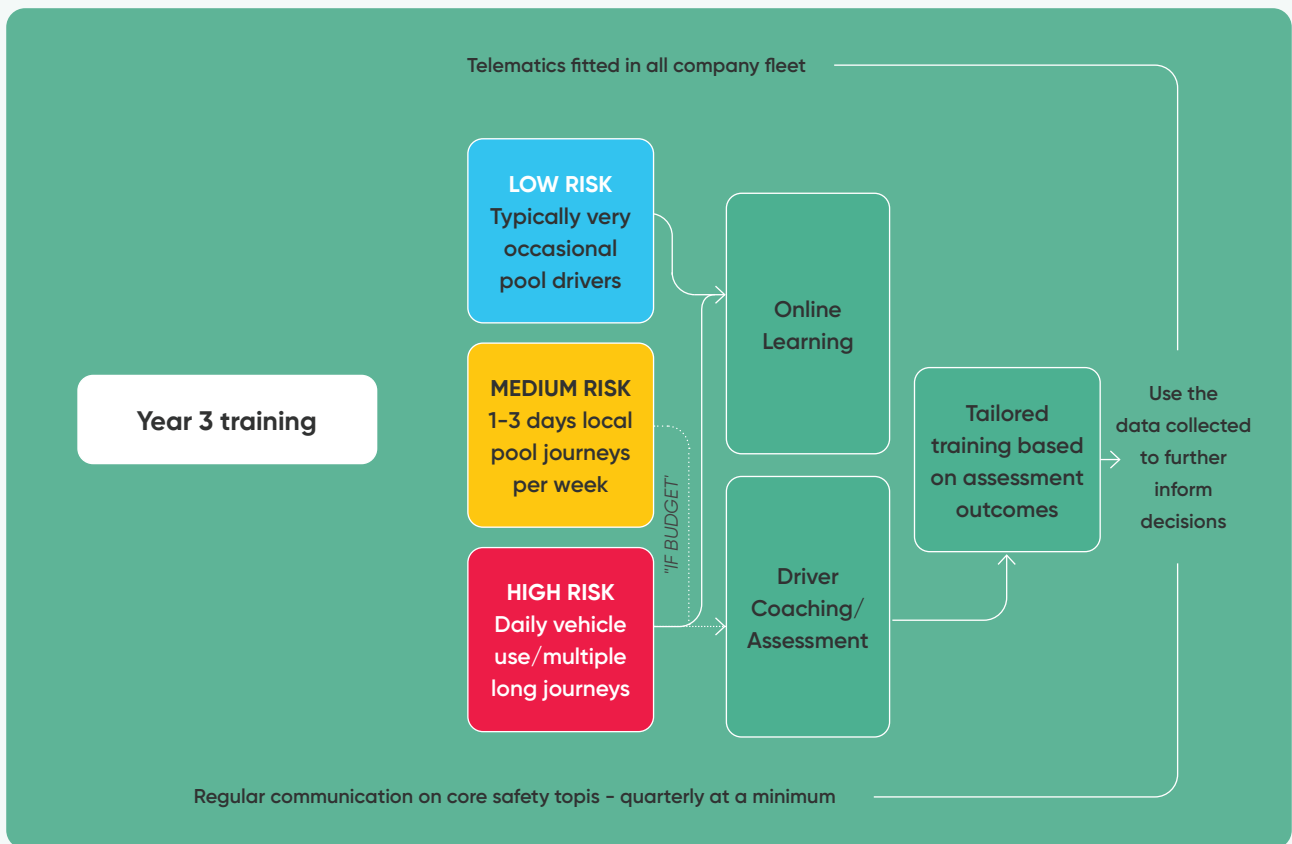 Telematics fitted in all company fleet
LOW RISK
Typically very
occasional
pool drivers
Online
Learning
MEDIUM RISK
1-3 days local
pool journeys
per week
Year 3 training
"IF BUDGET"
Tailored
training based
on assessment
outcomes
Use the
data collected
to further
inform
decisions
HIGH RISK
Daily vehicle
use/multiple
long journeys
Driver
Coaching/
Assessment
Regular communication on core safety topis - quarterly at a minimum